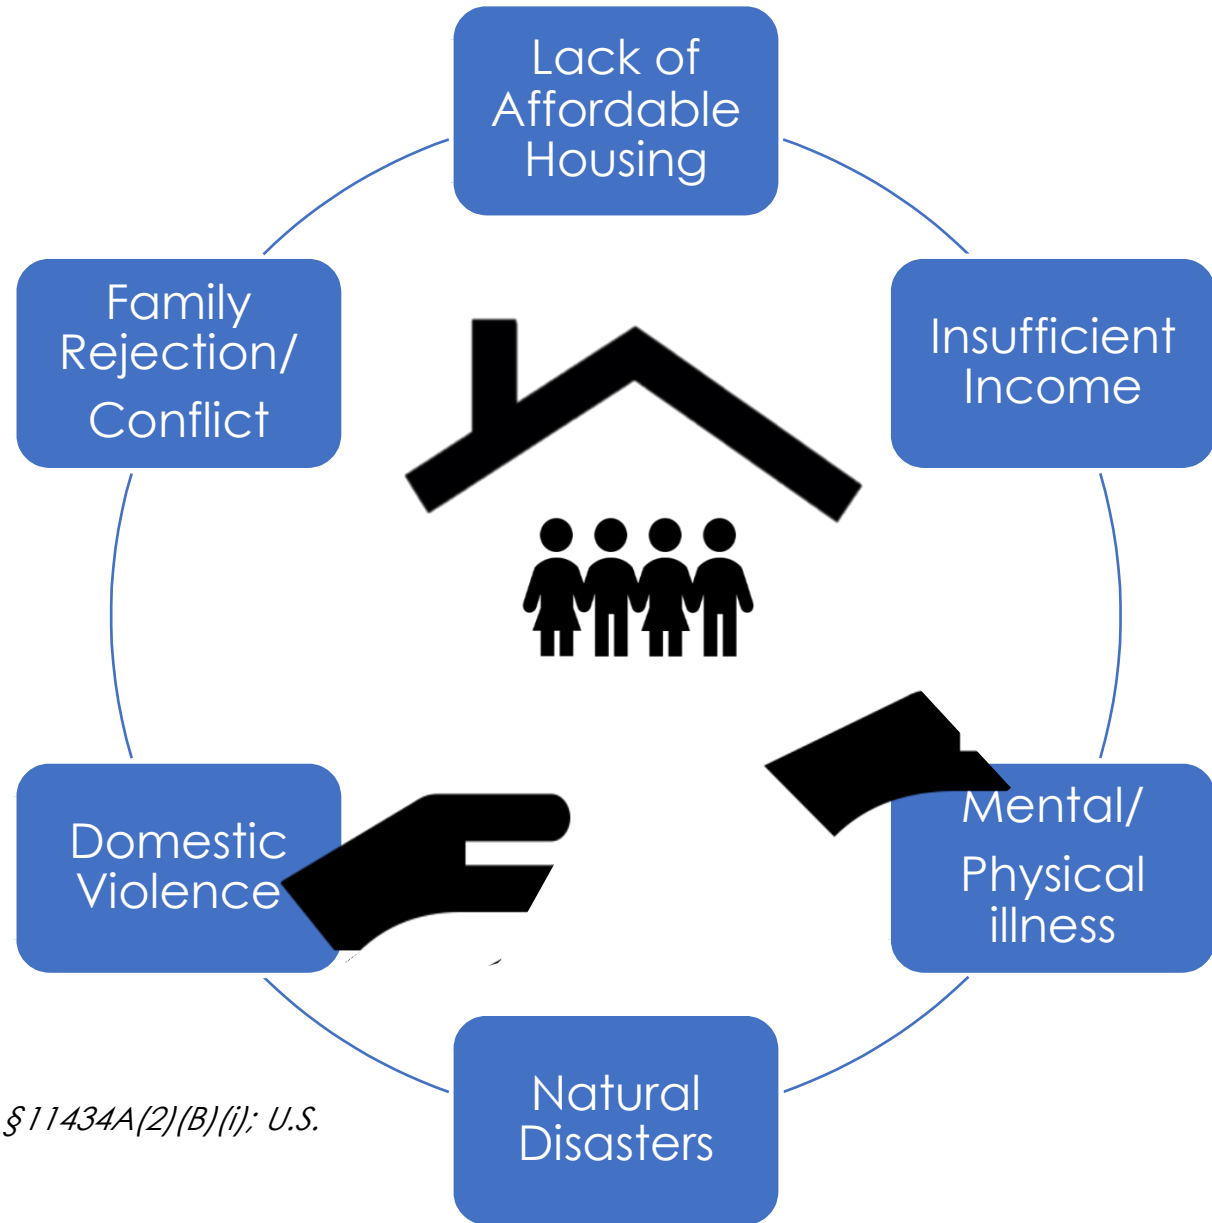 Lack of
Affordable
Housing
Insufficient
Income
Mental/
Physical
illness
Natural
Disasters
Domestic
Violence
Family
Rejection/
Conflict
§11434A(2)(B)(i); U.S.